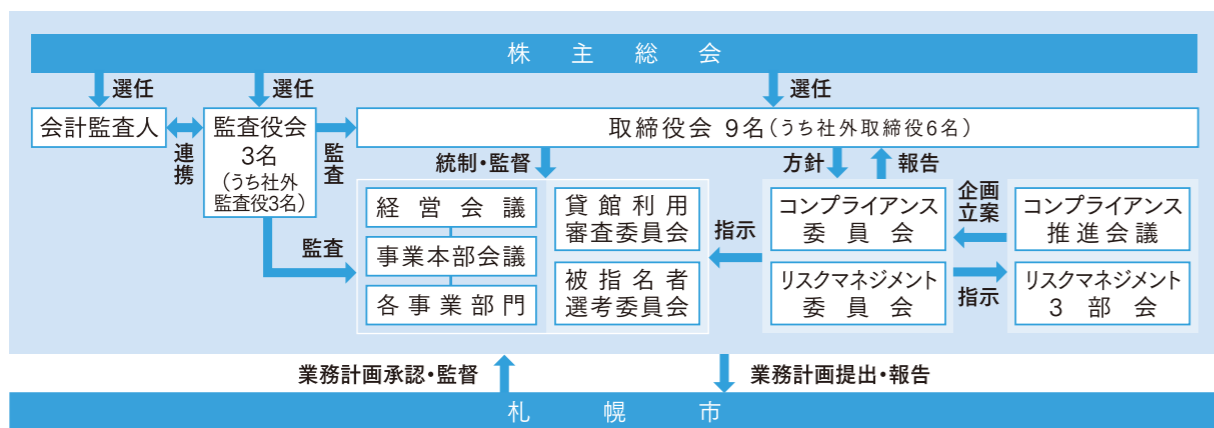 株主総会
選任
選任
選任
会計監査人
連携
監査役会
3名
(うち社外
監査役3名)
監査
取締役会 9名(うち社外取締役6名)
統制・監督
方針
報告
監査
経営会議
事業本部会議
各事業部門
貸館利用
審査委員会
被指名者
選考委員会
指示
コンプライアンス
委員会
リスクマネジメント
委員会
企画
立案
指示
コンプライアンス
推進会議
リスクマネジメント
3部会
業務計画承認・監督
業務計画提出・報告
札幌市